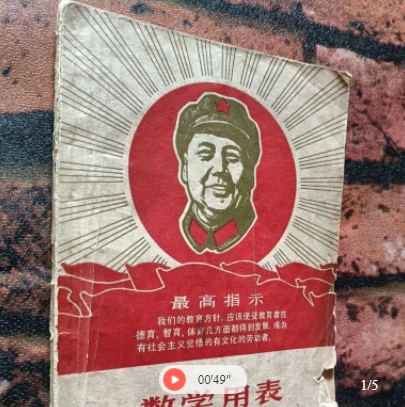 最高指示
我们的教育方针，应该使受教育者在
德育、智育、体育几方面都得到发展，成为
有社会主义觉悟的有文化的劳动者。
00'49"
1/5
数学用表